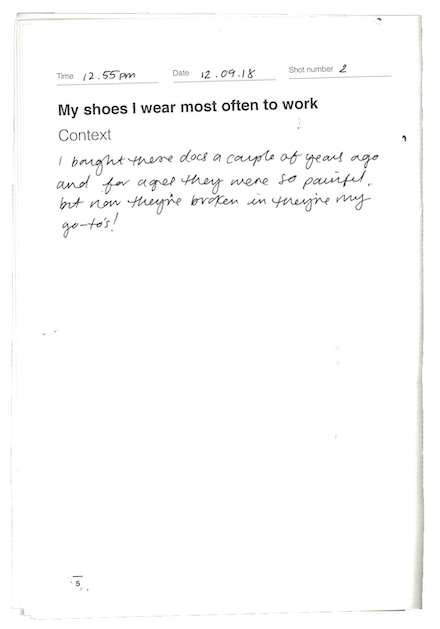 Time 12.55pm Date 12.09.18 Shot number 2
My shoes I wear most often to work
Context
I bought these docs a couple of years ago
and for ages they were so painful.
but now they're broken in they're my
go-to's!
5